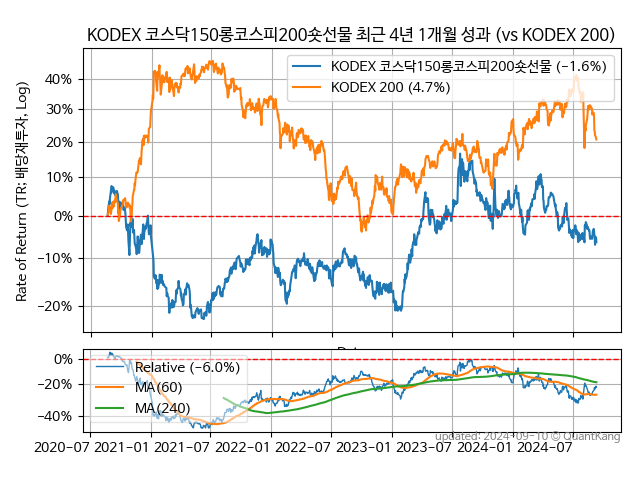 KODEX 코스닥150롱코스피200숏선물 최근 4년 1개월 성과 (vs KODEX 200)
Rate of Return (TR: 배당재투자, Log)
KODEX 코스닥150롱코스피200숏선물 (−1.6%)
KODEX 200 (4.7%)
40%
30%
20%
10%
0%
−10%
−20%
0%
−20%
−40%
Relative (−6.0%)
MA(60)
MA(240)
2020-07 2021-01 2021-07 2022-01 2022-07 2023-01 2023-07 2024-01 2024-07
updated: 2024-09-10 © QuantKang